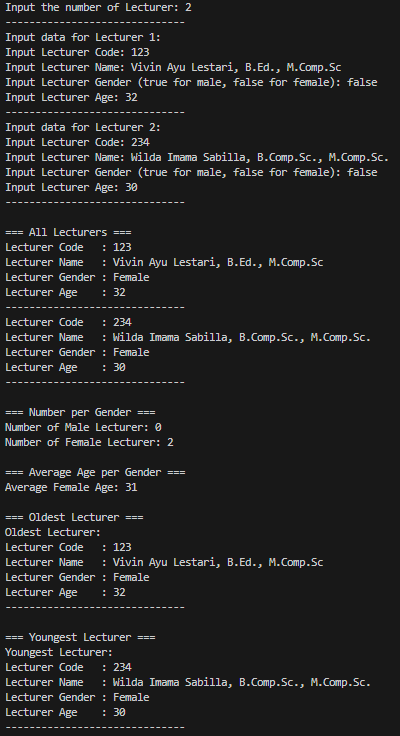 Input the number of Lecturer: 2
------------------------------
Input data for Lecturer 1:
Input Lecturer Code: 123
Input Lecturer Name: Vivin Ayu Lestari, B.Ed., M.Comp.Sc
Input Lecturer Gender (true for male, false for female): false
Input Lecturer Age: 32
------------------------------
Input data for Lecturer 2:
Input Lecturer Code: 234
Input Lecturer Name: Wilda Imama Sabilla, B.Comp.Sc., M.Comp.Sc.
Input Lecturer Gender (true for male, false for female): false
Input Lecturer Age: 30
------------------------------

=== All Lecturers ===
Lecturer Code   : 123
Lecturer Name   : Vivin Ayu Lestari, B.Ed., M.Comp.Sc
Lecturer Gender : Female
Lecturer Age    : 32
------------------------------
Lecturer Code   : 234
Lecturer Name   : Wilda Imama Sabilla, B.Comp.Sc., M.Comp.Sc.
Lecturer Gender : Female
Lecturer Age    : 30
------------------------------

=== Number per Gender ===
Number of Male Lecturer: 0
Number of Female Lecturer: 2

=== Average Age per Gender ===
Average Female Age: 31

=== Oldest Lecturer ===
Oldest Lecturer:
Lecturer Code   : 123
Lecturer Name   : Vivin Ayu Lestari, B.Ed., M.Comp.Sc
Lecturer Gender : Female
Lecturer Age    : 32
------------------------------

=== Youngest Lecturer ===
Youngest Lecturer:
Lecturer Code   : 234
Lecturer Name   : Wilda Imama Sabilla, B.Comp.Sc., M.Comp.Sc.
Lecturer Gender : Female
Lecturer Age    : 30
------------------------------